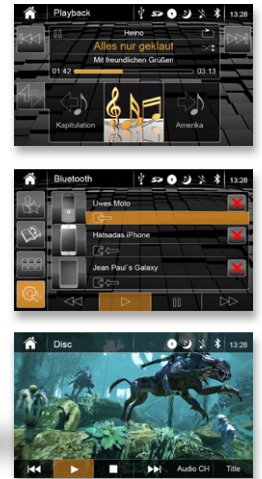 Playback 13:28
Heino
Alles nur geklaut
Mit freundlichen Grüßen
01:42 03:13
Kapitulation Amerika
Bluetooth 13:28
Uwes Moto
Hatsadas iPhone
Jean Paul`s Galaxy
Disc 13:28
Audio CH Title